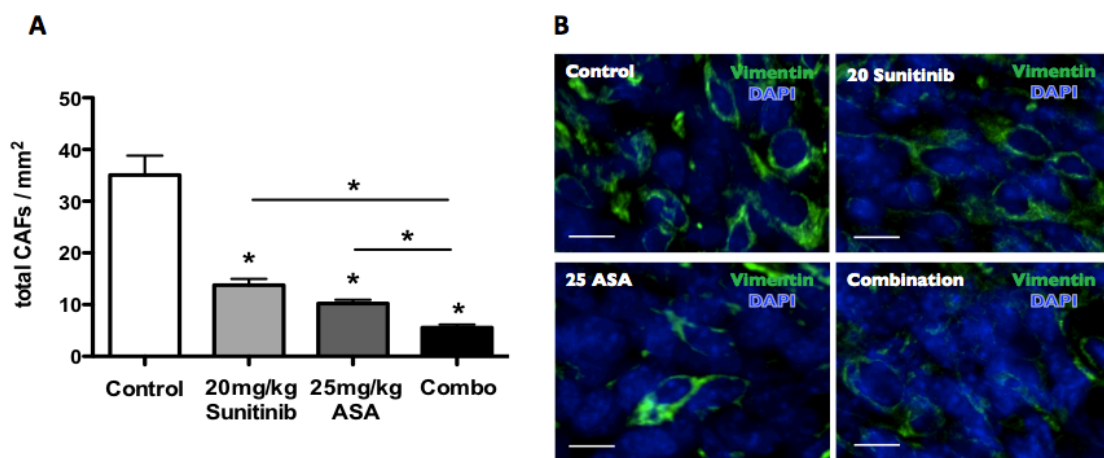 A
total CAFs / mm²
50
40
30
20
10
0
*
*
*
*
*
Control
20mg/kg
Sunitinib
25mg/kg
ASA
Combo
B
Control
Vimentin
DAPI
20 Sunitinib
Vimentin
DAPI
25 ASA
Vimentin
DAPI
Combination
Vimentin
DAPI